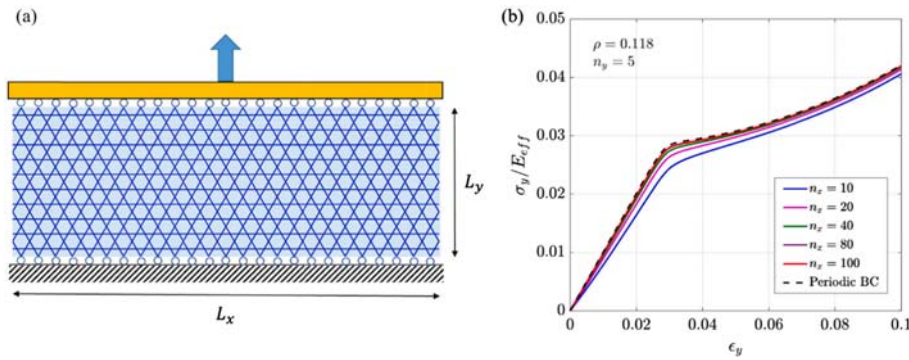 (a)
L_y
L_x
(b)
0.05
0.04
0.03
0.02
0.01
0
σ_y/E_eff
ρ = 0.118
n_y = 5
n_x = 10
n_x = 20
n_x = 40
n_x = 80
n_x = 100
Periodic BC
0 0.02 0.04 0.06 0.08 0.1
ϵ_y